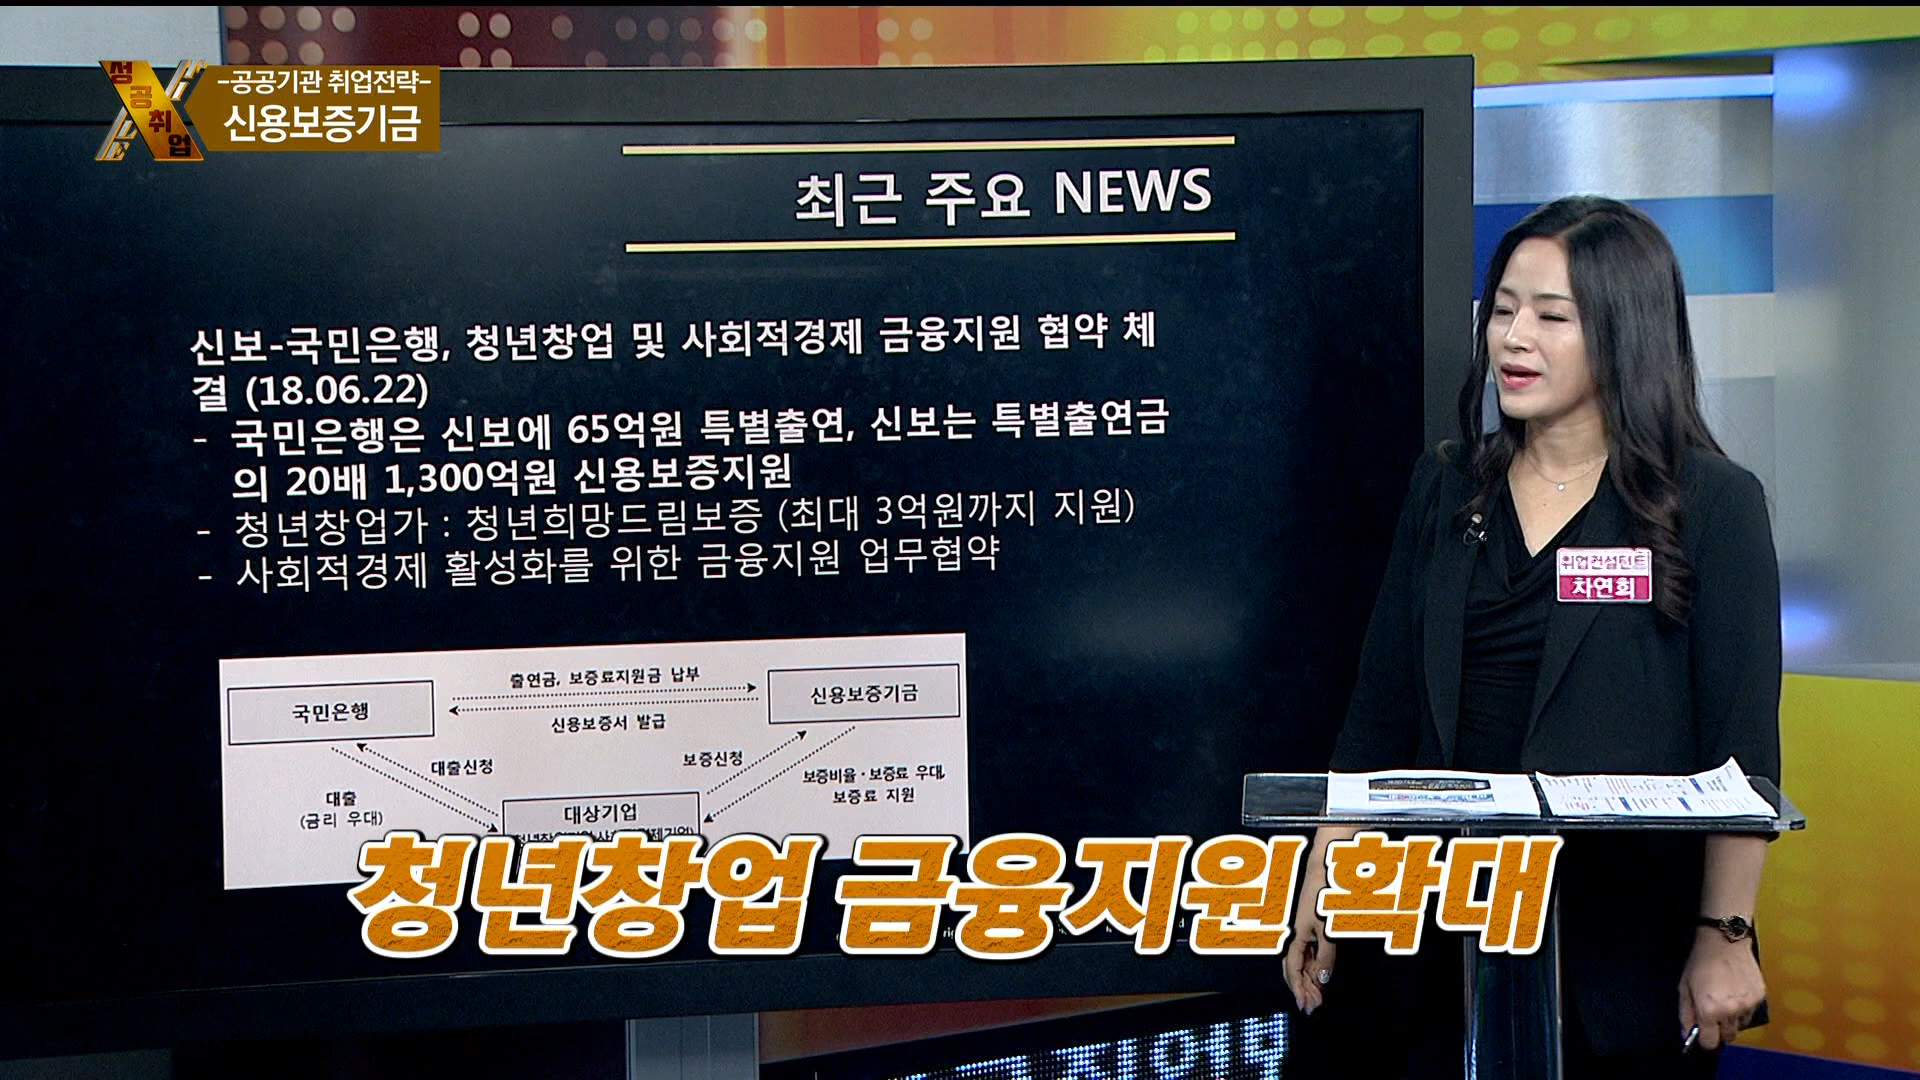 성공취업
-공공기관 취업전략-
신용보증기금
최근 주요 NEWS
신보-국민은행, 청년창업 및 사회적경제 금융지원 협약 체
결 (18.06.22)
- 국민은행은 신보에 65억원 특별출연, 신보는 특별출연금
의 20배 1,300억원 신용보증지원
- 청년창업가 : 청년희망드림보증 (최대 3억원까지 지원)
- 사회적경제 활성화를 위한 금융지원 업무협약
취업컨설턴트
차연희
출연금, 보증료지원금 납부
국민은행
신용보증기금
신용보증서 발급
대출신청
보증신청
보증비율·보증료 우대,
보증료 지원
대출
(금리 우대)
대상기업
청년창업 금융지원 확대